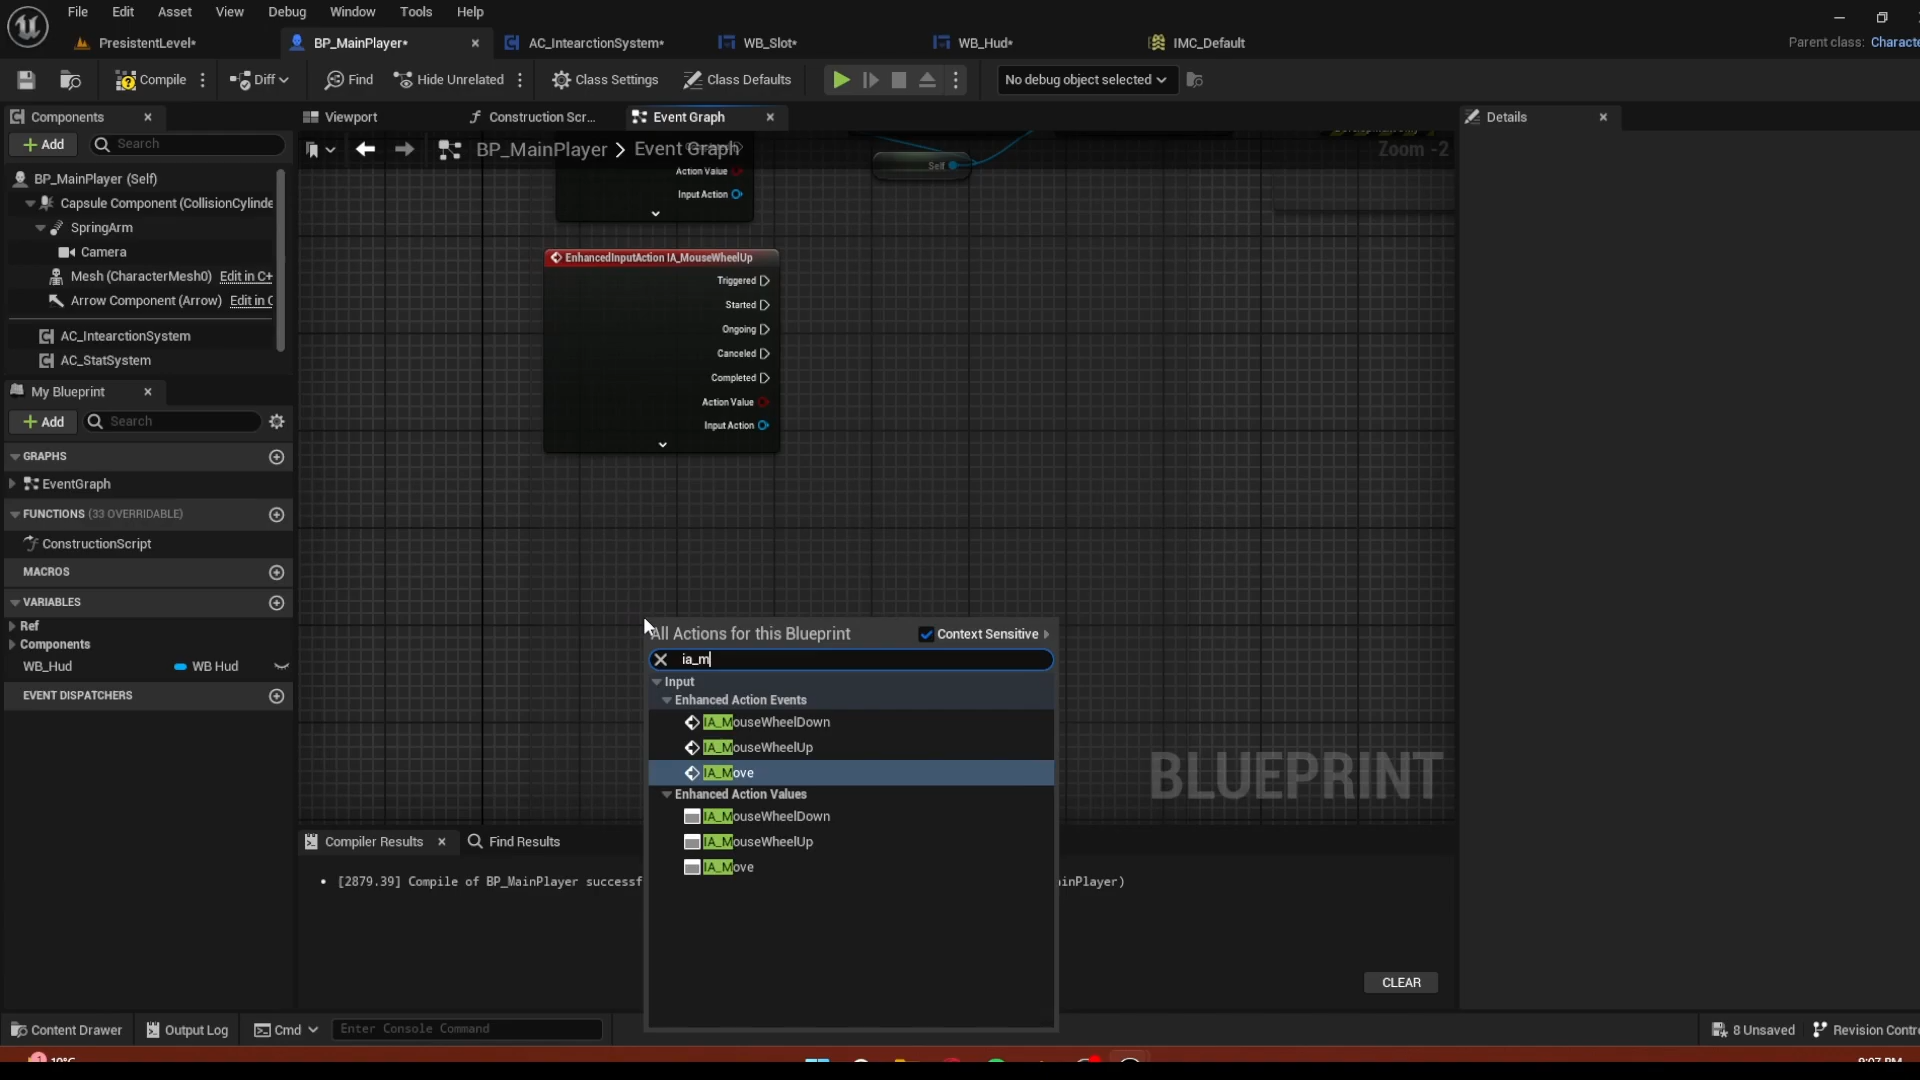 File Edit Asset View Debug Window Tools Help
PresistentLevel* BP_MainPlayer* AC_IntearctionSystem* WB_Slot* WB_Hud* IMC_Default
Parent class: Characte
Compile Diff Find Hide Unrelated Class Settings Class Defaults No debug object selected
Components
Viewport Construction Scr... Event Graph
Details
Add Search
BP_MainPlayer > Event Graph
Zoom -2
BP_MainPlayer (Self)
Capsule Component (CollisionCylinde
SpringArm
Camera
Mesh (CharacterMesh0) Edit in C+
Arrow Component (Arrow) Edit in C
AC_IntearctionSystem
AC_StatSystem
Action Value
Input Action
Self
EnhancedInputAction IA_MouseWheelUp
Triggered
Started
Ongoing
Canceled
Completed
Action Value
Input Action
My Blueprint
Add Search
GRAPHS
EventGraph
FUNCTIONS (33 OVERRIDABLE)
ConstructionScript
MACROS
VARIABLES
Ref
Components
WB_Hud WB Hud
EVENT DISPATCHERS
All Actions for this Blueprint Context Sensitive
ia_m
Input
Enhanced Action Events
IA_MouseWheelDown
IA_MouseWheelUp
IA_Move
Enhanced Action Values
IA_MouseWheelDown
IA_MouseWheelUp
IA_Move
BLUEPRINT
Compiler Results Find Results
[2879.39] Compile of BP_MainPlayer successf ainPlayer)
CLEAR
Content Drawer Output Log Cmd Enter Console Command
8 Unsaved Revision Contro